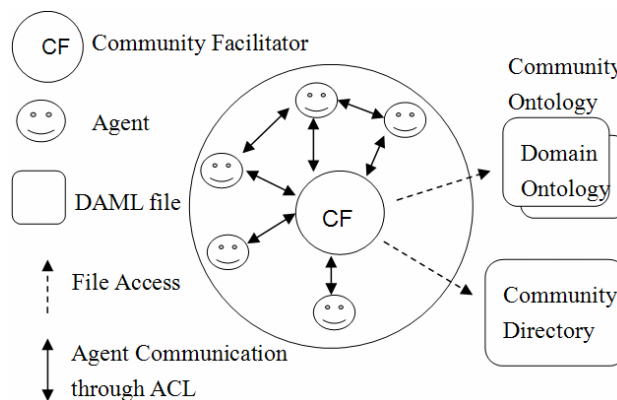 CF
Community Facilitator
Agent
DAML file
File Access
Agent Communication
through ACL
CF
Community
Ontology
Domain
Ontology
Community
Directory